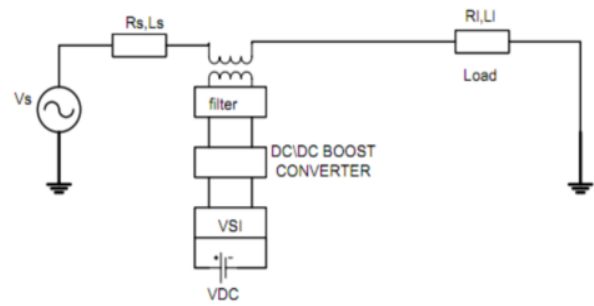 Rs,Ls
Rl,Ll
Vs
Load
filter
DC\DC BOOST
CONVERTER
VSI
+ -
VDC